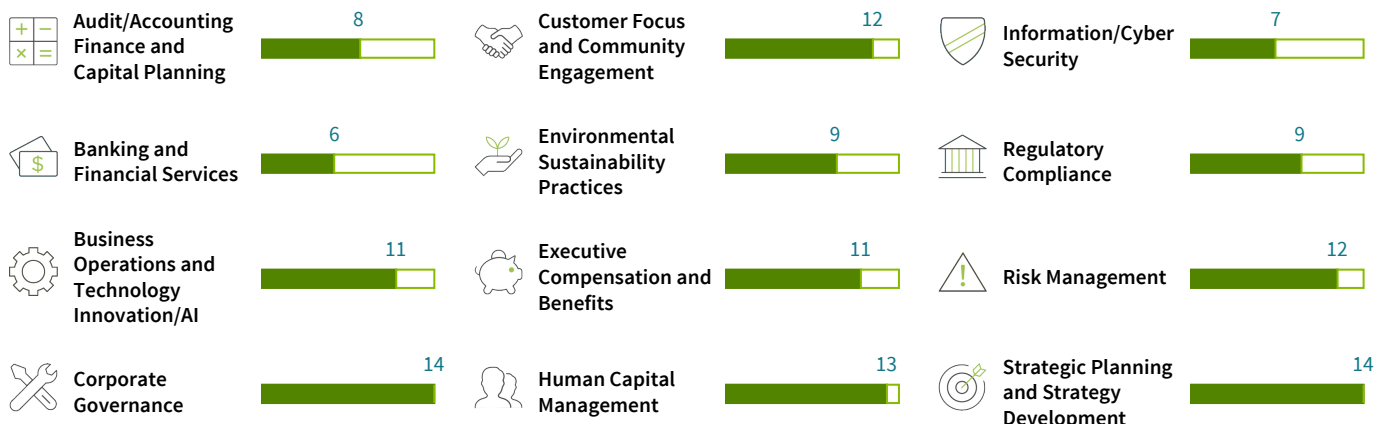 Audit/Accounting
Finance and
Capital Planning
8
Customer Focus
and Community
Engagement
12
Information/Cyber
Security
7
Banking and
Financial Services
6
Environmental
Sustainability
Practices
9
Regulatory
Compliance
9
Business
Operations and
Technology
Innovation/AI
11
Executive
Compensation and
Benefits
11
Risk Management
12
Corporate
Governance
14
Human Capital
Management
13
Strategic Planning
and Strategy
Development
14